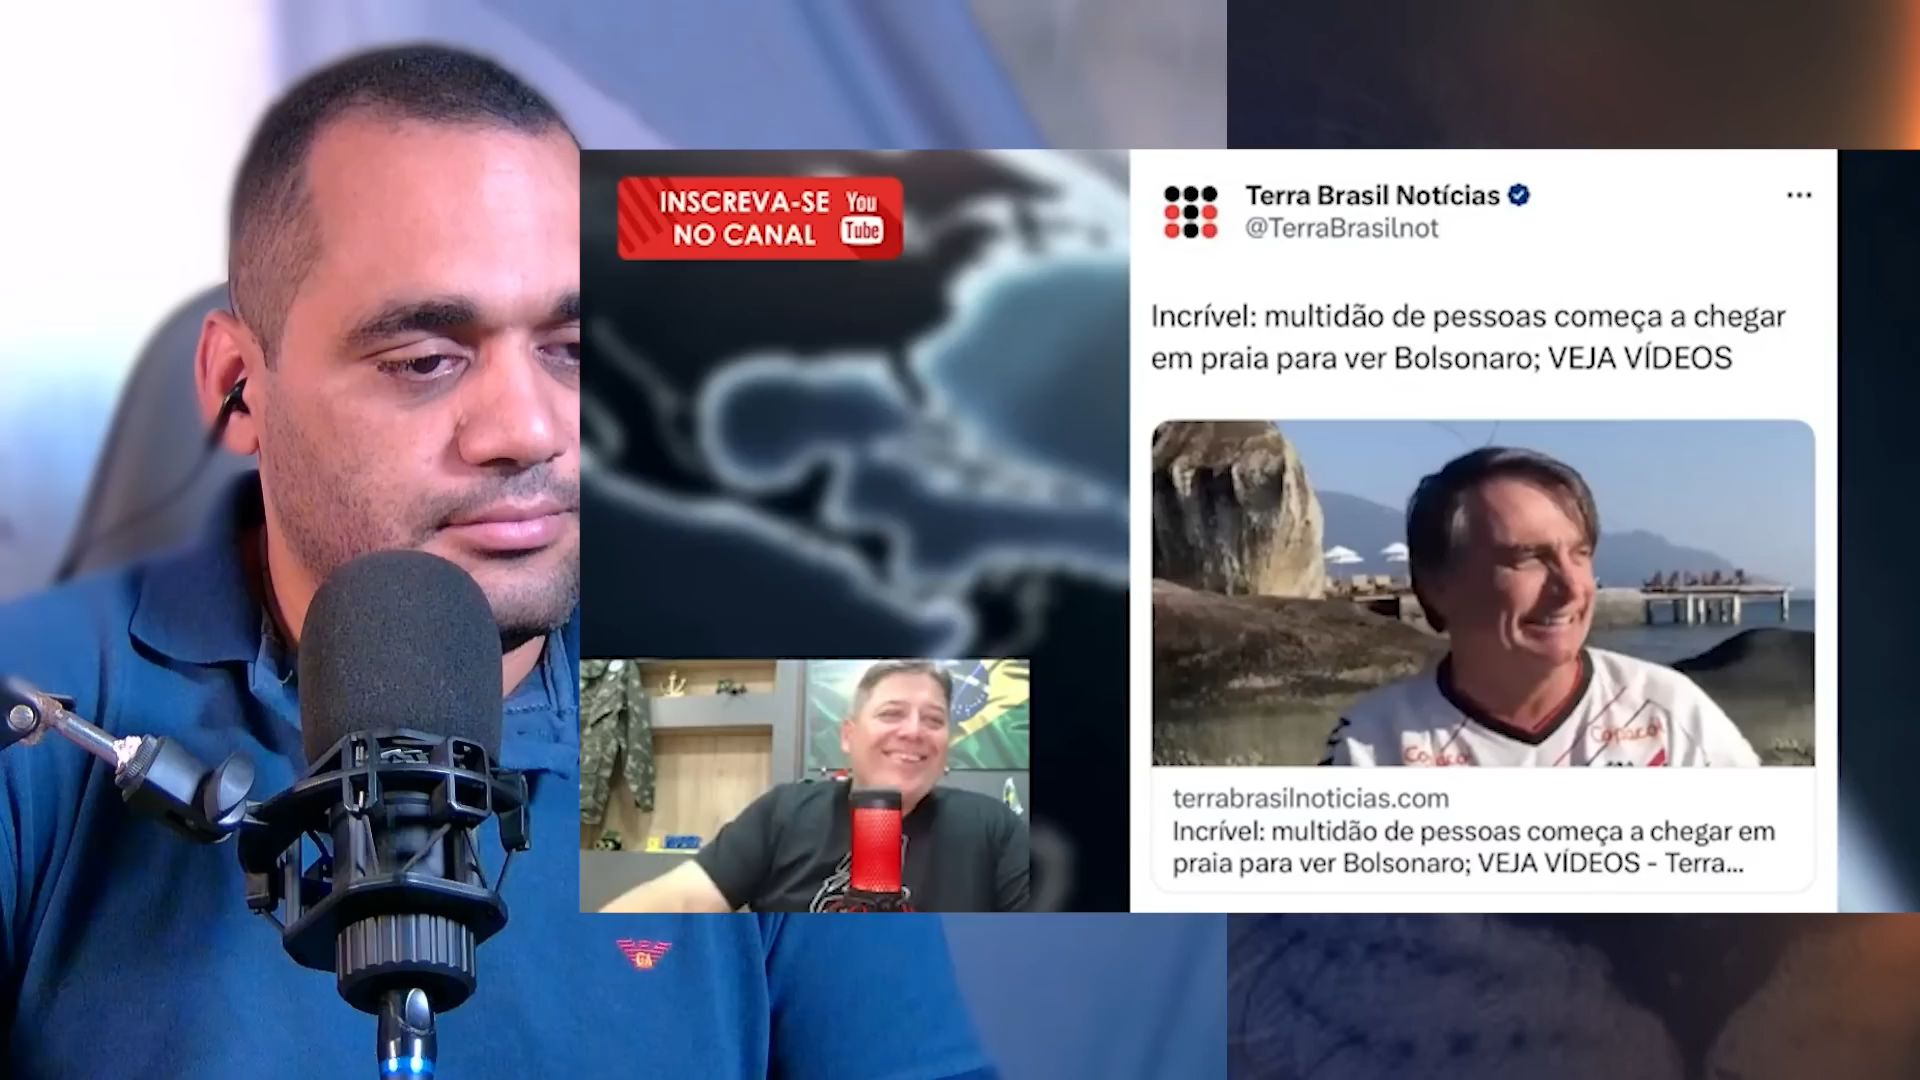 INSCREVA-SE
NO CANAL
You
Tube
Terra Brasil Notícias
@TerraBrasilnot
Incrível: multidão de pessoas começa a chegar
em praia para ver Bolsonaro; VEJA VÍDEOS
Copacol
terrabrasilnoticias.com
Incrível: multidão de pessoas começa a chegar em
praia para ver Bolsonaro; VEJA VÍDEOS - Terra...
GA